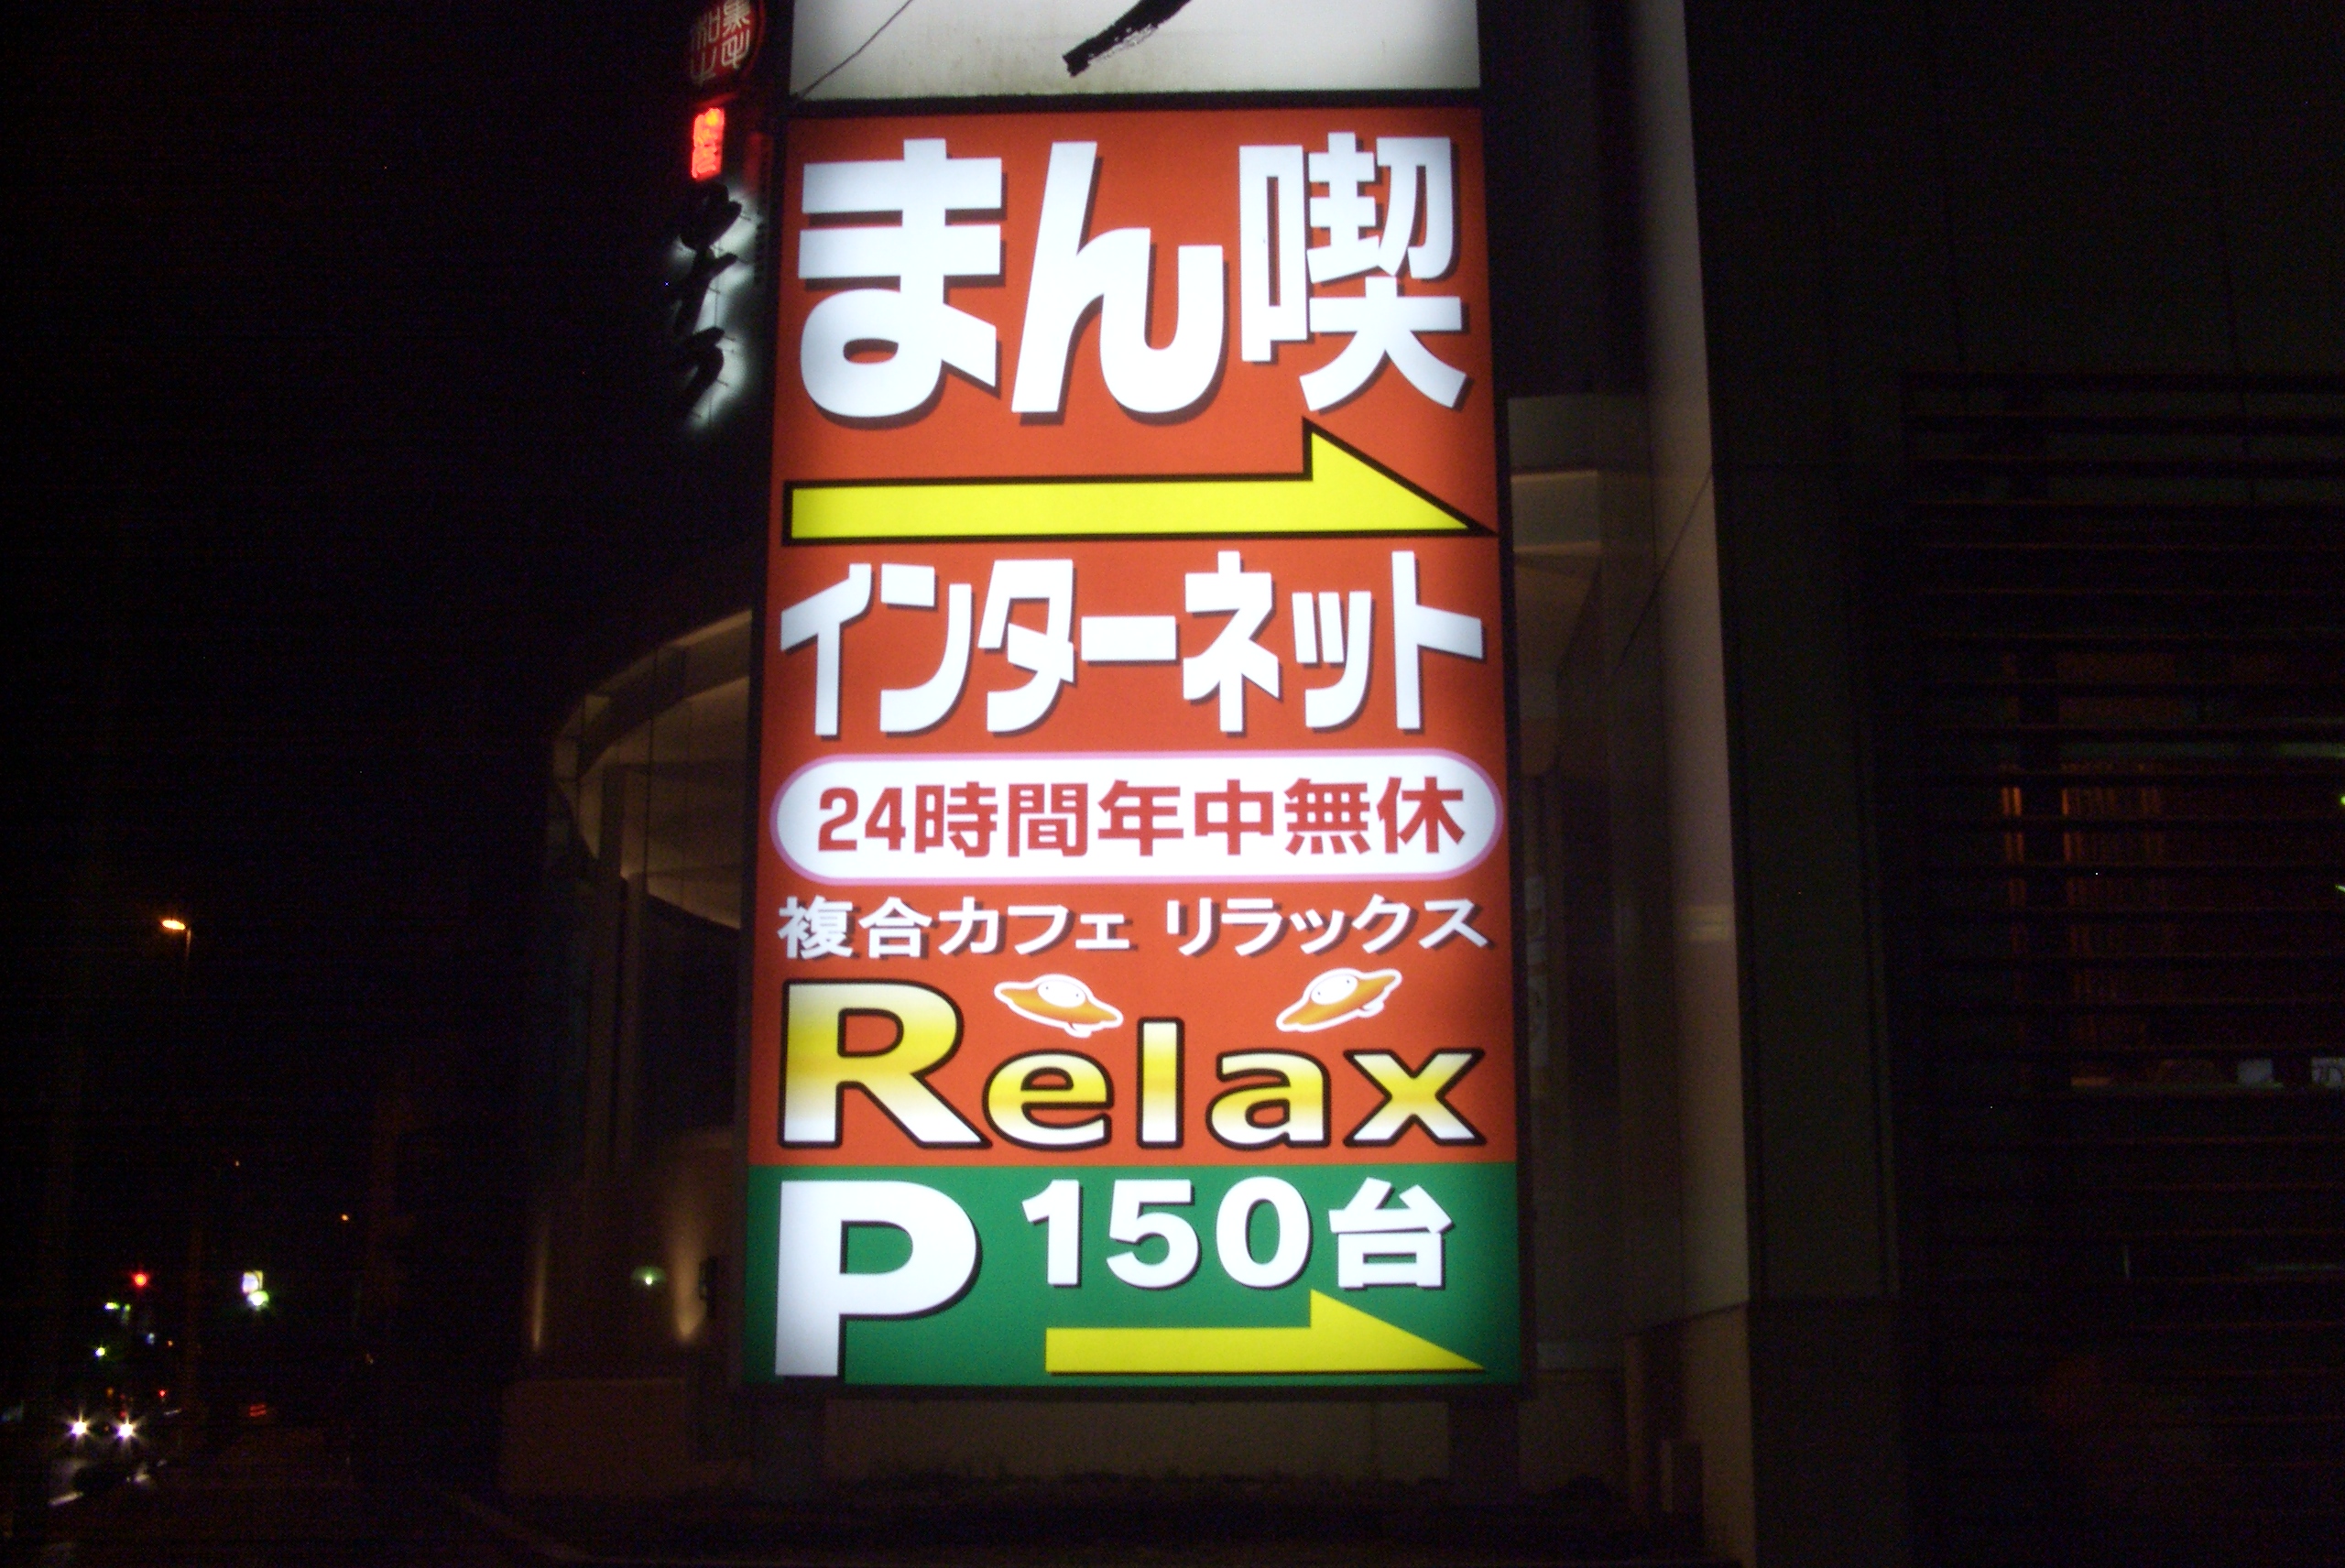 まん喫
インターネット
24時間年中無休
複合カフェ リラックス
Relax
P 150台